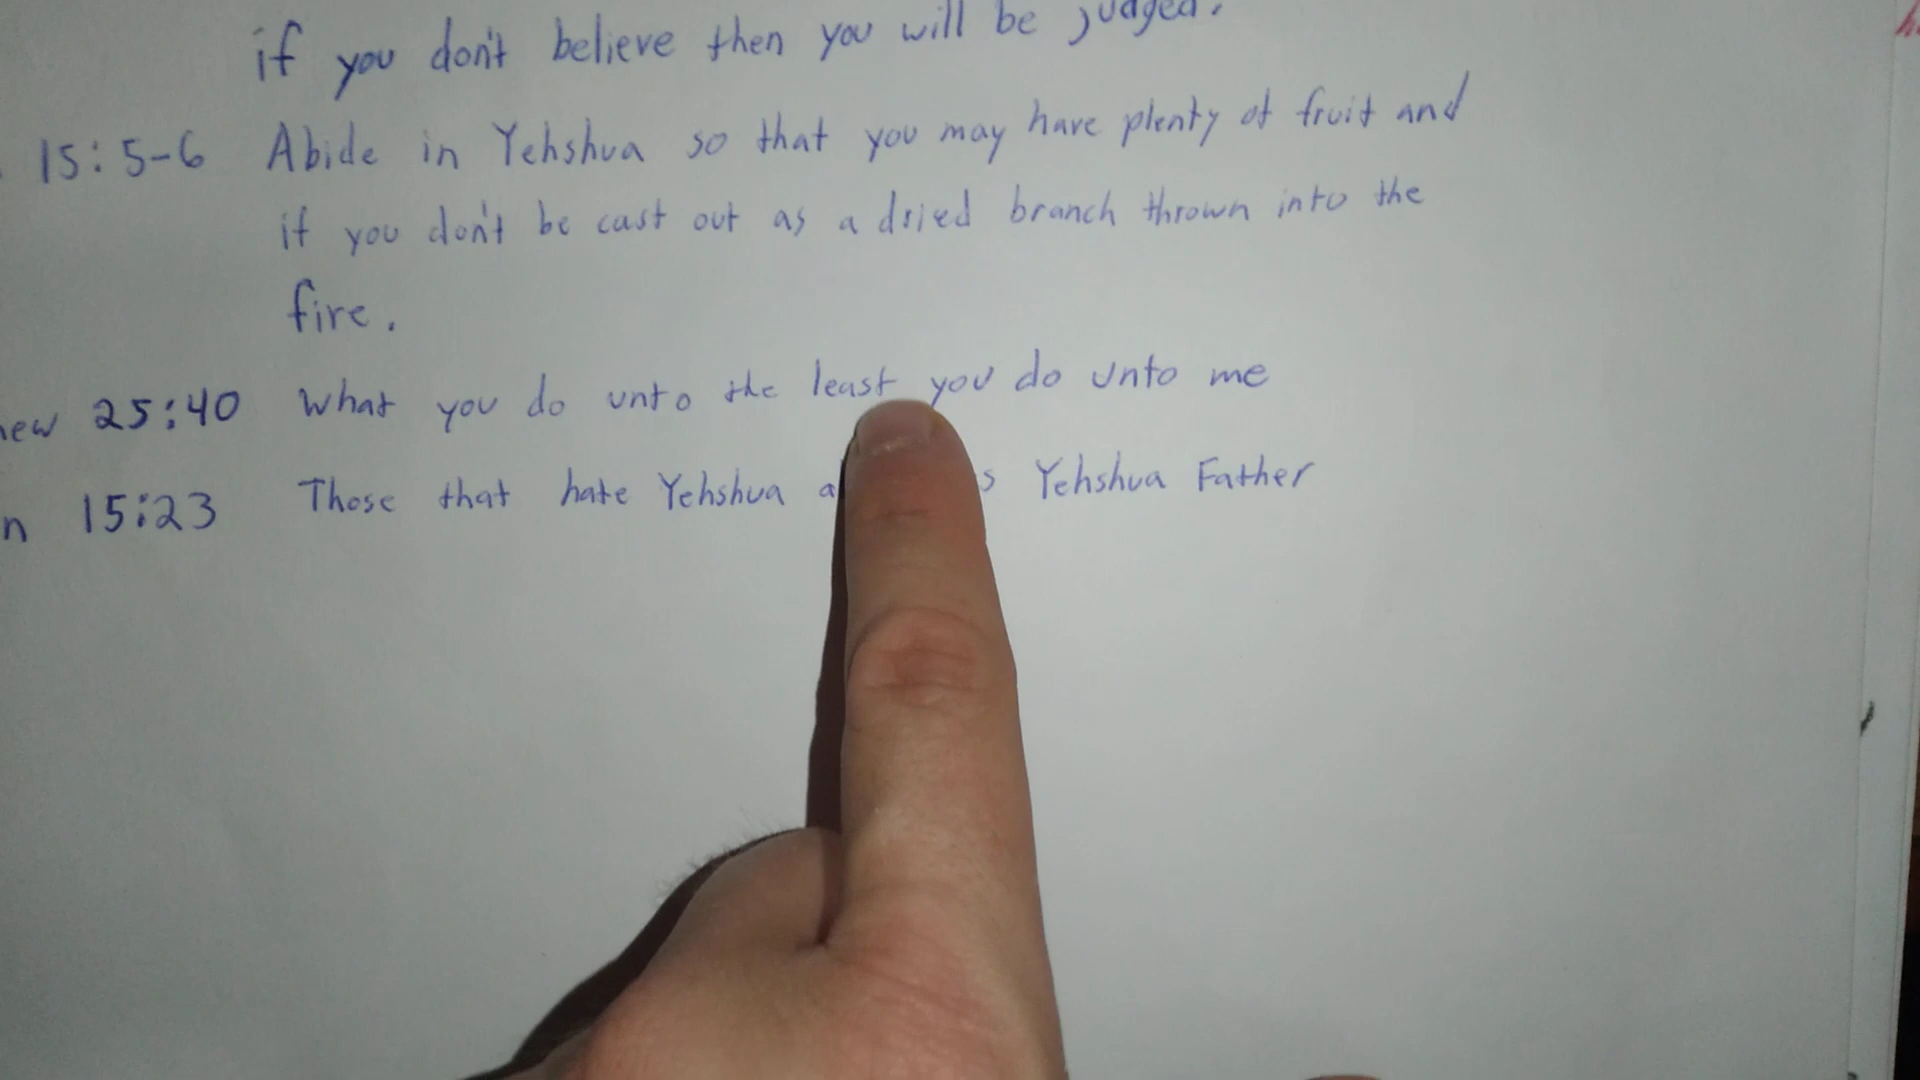 if you don't believe then you will be judged.
15:5-6 Abide in Yehshua so that you may have plenty of fruit and
if you don't be cast out as a dried branch thrown into the
fire.
25:40 What you do unto the least you do unto me
15:23 Those that hate Yehshua Yehshua Father